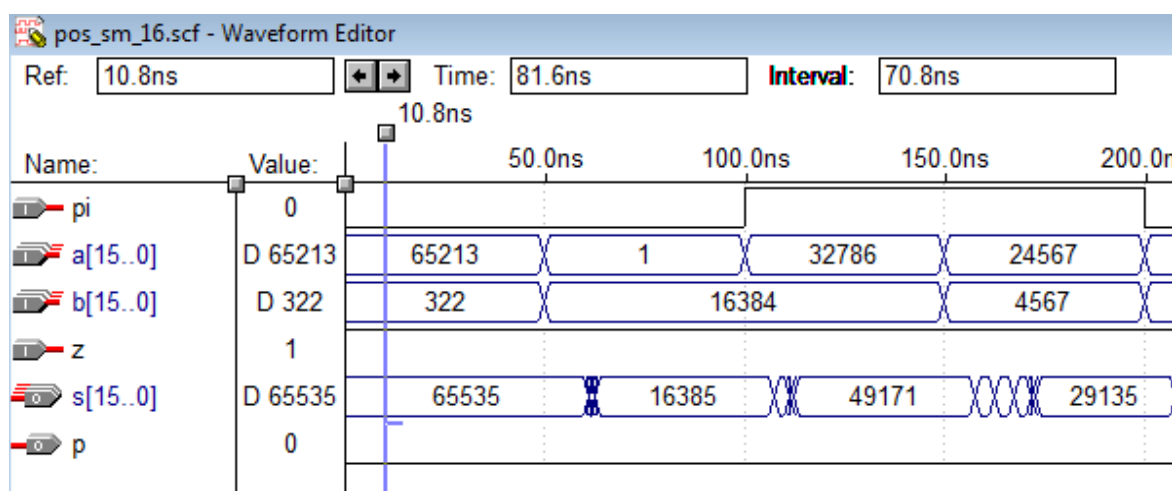 pos_sm_16.scf - Waveform Editor
Ref: 10.8ns Time: 81.6ns Interval: 70.8ns
10.8ns
Name: Value: 50.0ns 100.0ns 150.0ns 200.0n
pi 0
a[15..0] D 65213 65213 1 32786 24567
b[15..0] D 322 322 16384 4567
z 1
s[15..0] D 65535 65535 16385 49171 29135
p 0